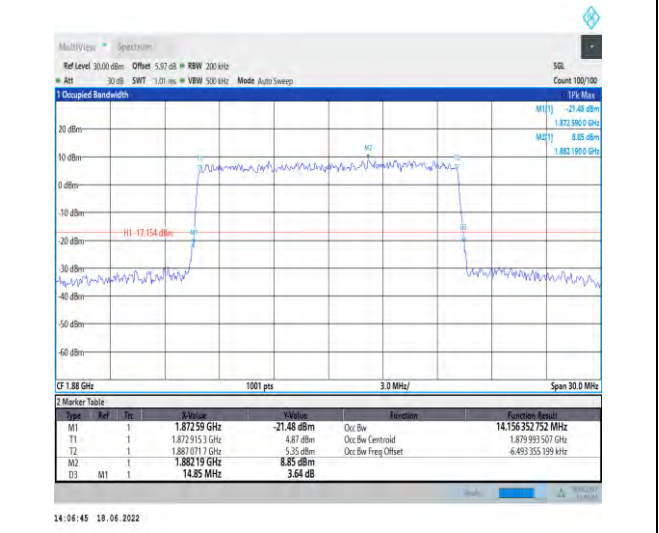 MultiView Spectrum
Ref Level 30.00 dBm Offset 5.97 dB RBW 200 kHz SGL
Att 30 dB SWT 1.01 ms VBW 500 kHz Mode Auto Sweep Count 100/100
1 Occupied Bandwidth 1Pk Max
M1[1] -21.48 dBm
1.872 590 0 GHz
M2[1] 8.85 dBm
1.882 190 0 GHz
20 dBm
M2
10 dBm
T1 T2
0 dBm
-10 dBm
H1 -17.154 dBm M1 D3
-20 dBm
-30 dBm
-40 dBm
-50 dBm
-60 dBm
CF 1.88 GHz 1001 pts 3.0 MHz/ Span 30.0 MHz
2 Marker Table
Type Ref Trc X-Value Y-Value Function Function Result
M1 1 1.872 59 GHz -21.48 dBm Occ Bw 14.156 352 752 MHz
T1 1 1.872 915 3 GHz 4.87 dBm Occ Bw Centroid 1.879 993 507 GHz
T2 1 1.887 071 7 GHz 5.35 dBm Occ Bw Freq Offset -6.493 355 199 kHz
M2 1 1.882 19 GHz 8.85 dBm
D3 M1 1 14.85 MHz 3.64 dB
14:06:45 18.06.2022